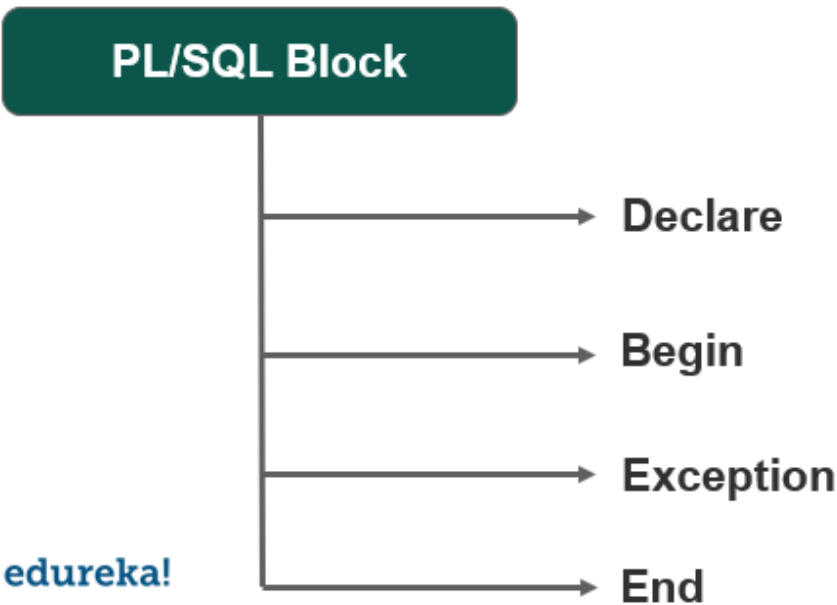 PL/SQL Block
Declare
Begin
Exception
edureka!
End